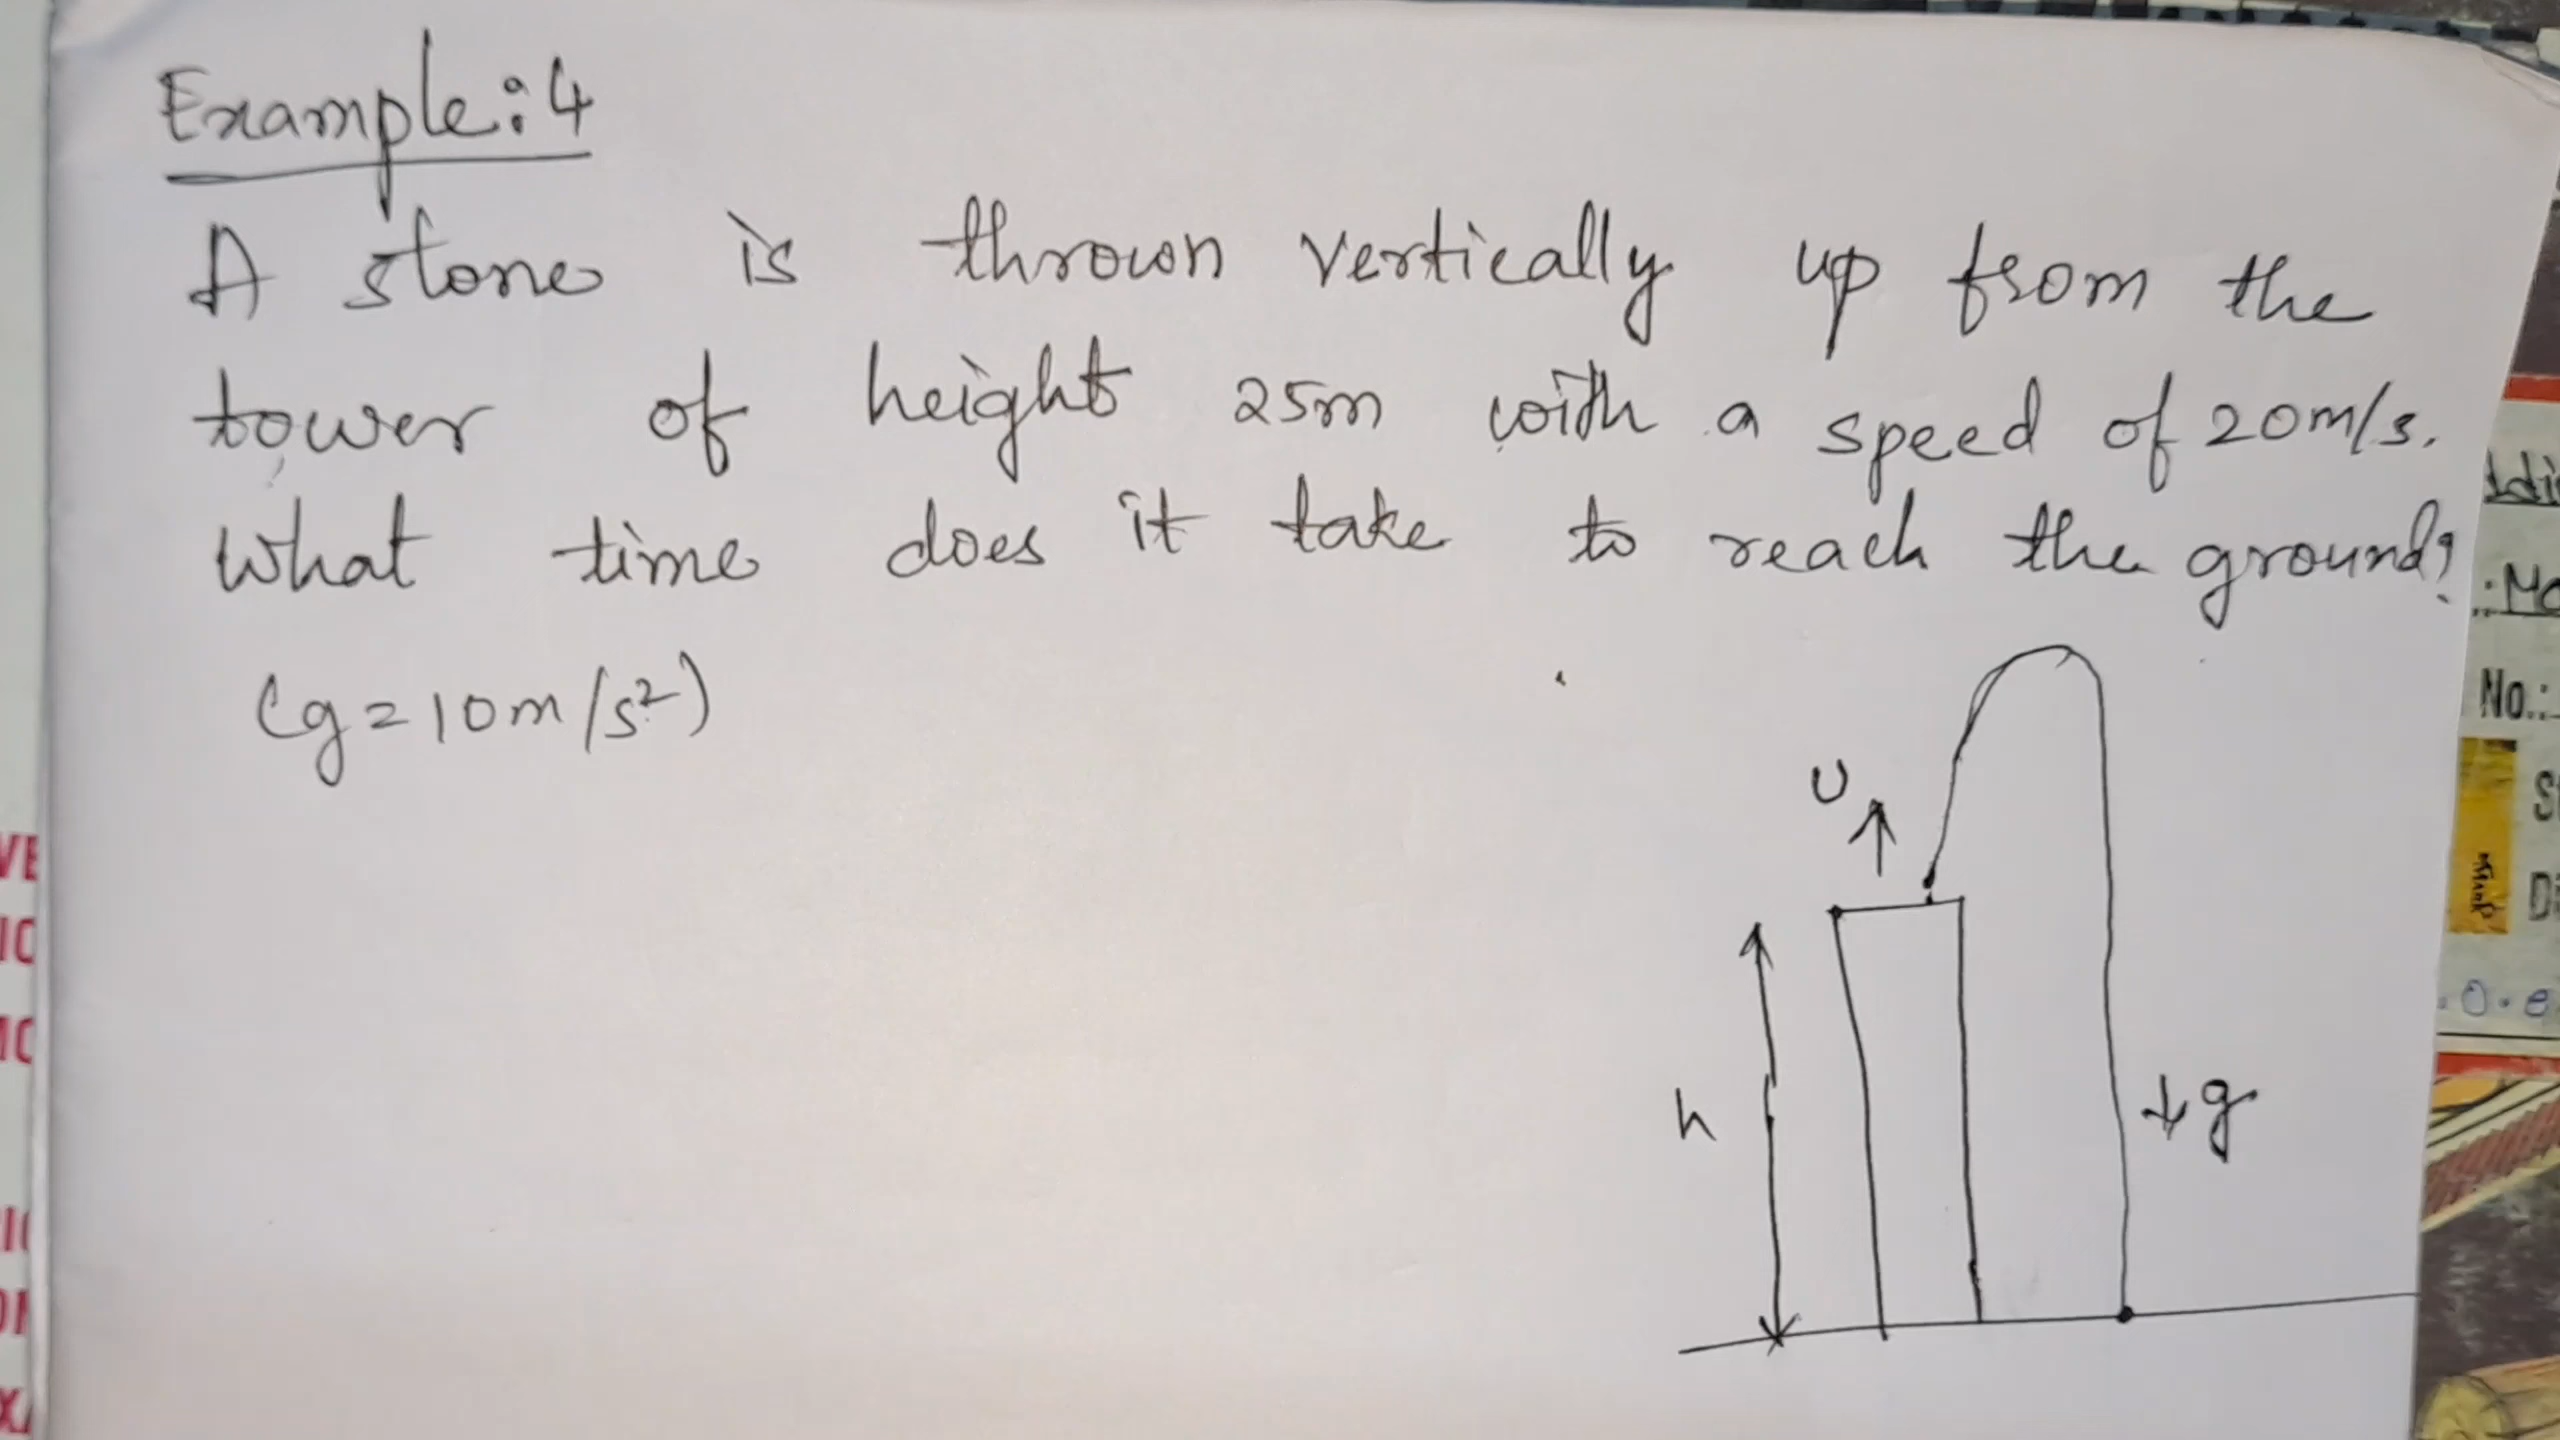 Example: 4
A stone is thrown vertically up from the
tower of height 25m with a speed of 20m/s.
What time does it take to reach the ground?
(g=10m/s²)
U
h
g
No.:
Mank